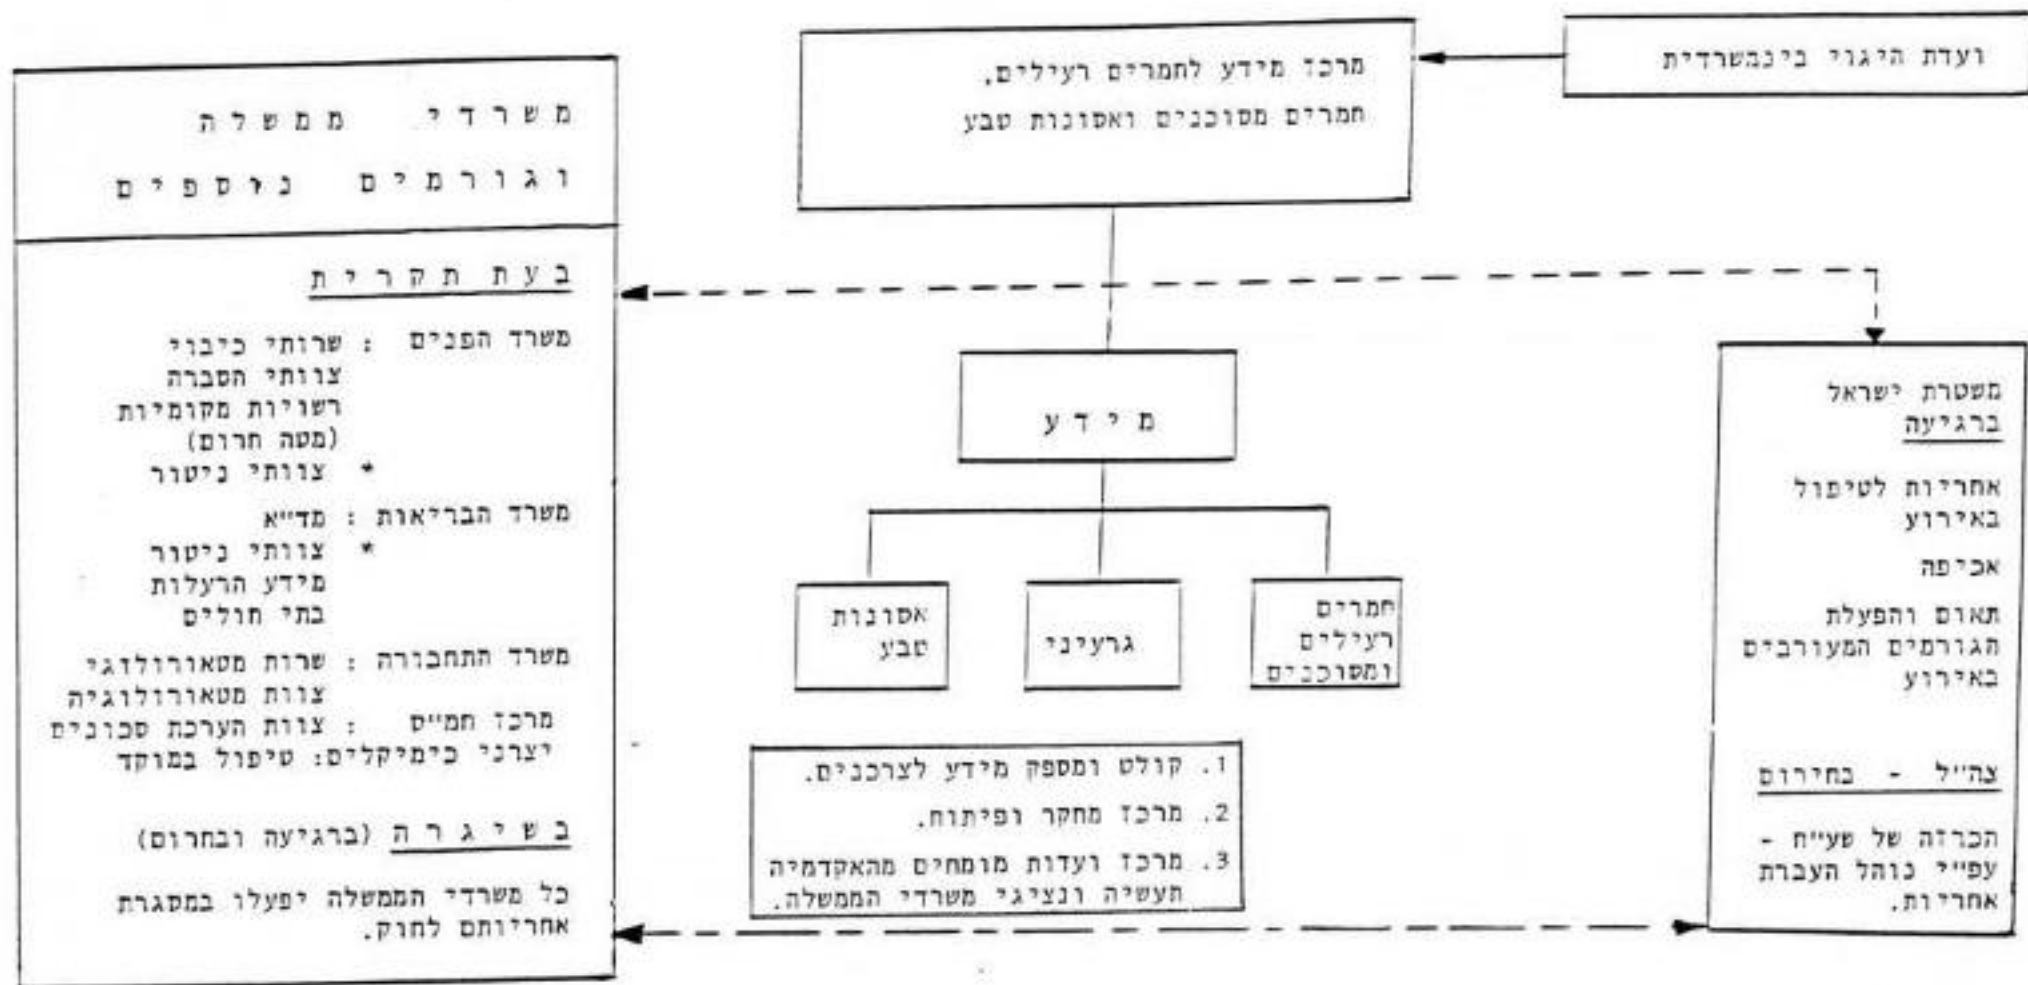 ועדת היגוי בינמשרדית
מרכז מידע לחמרים רעילים,
חמרים מסוכנים ואסונות טבע
משרדי ממשלה
וגורמים נוספים
בעת תקרית
משרד הפנים : שרותי כיבוי
צוותי הסברה
רשויות מקומיות
(מטה חרום)
* צוותי ניטור
משרד הבריאות : מד"א
* צוותי ניטור
מידע הרעלות
בתי חולים
משרד התחבורה : שרות מטאורולוגי
צוות מטאורולוגיה
מרכז חמ"ס : צוות הערכת סכונים
יצרני כימיקלים: טיפול במוקד
בשיגרה (ברגיעה ובחרום)
כל משרדי הממשלה יפעלו במסגרת
אחריותם לחוק.
מידע
חמרים
רעילים
ומסוכנים
גרעיני
אסונות
טבע
1. קולט ומספק מידע לצרכנים.
2. מרכז מחקר ופיתוח.
3. מרכז ועדות מומחים מהאקדמיה
תעשיה ונציגי משרדי הממשלה.
משטרת ישראל
ברגיעה
אחריות לטיפול
באירוע
אכיפה
תאום והפעלת
הגורמים המעורבים
באירוע
צה"ל - בחירום
הכרזה של שע"ח -
עפ"י נוהל העברת
אחריות.